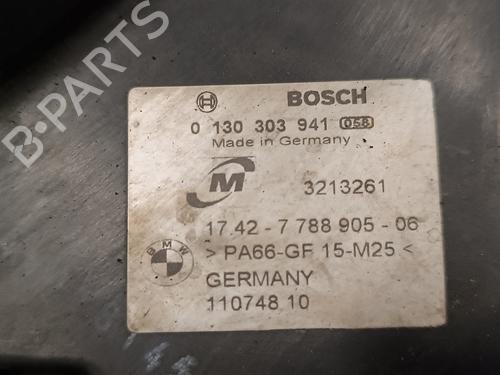 B-PARTS
BOSCH
0 130 303 941 058
Made in Germany
M
3213261
17.42 - 7 788 905 - 06
BMW
> PA66-GF 15-M25 <
GERMANY
110748 10